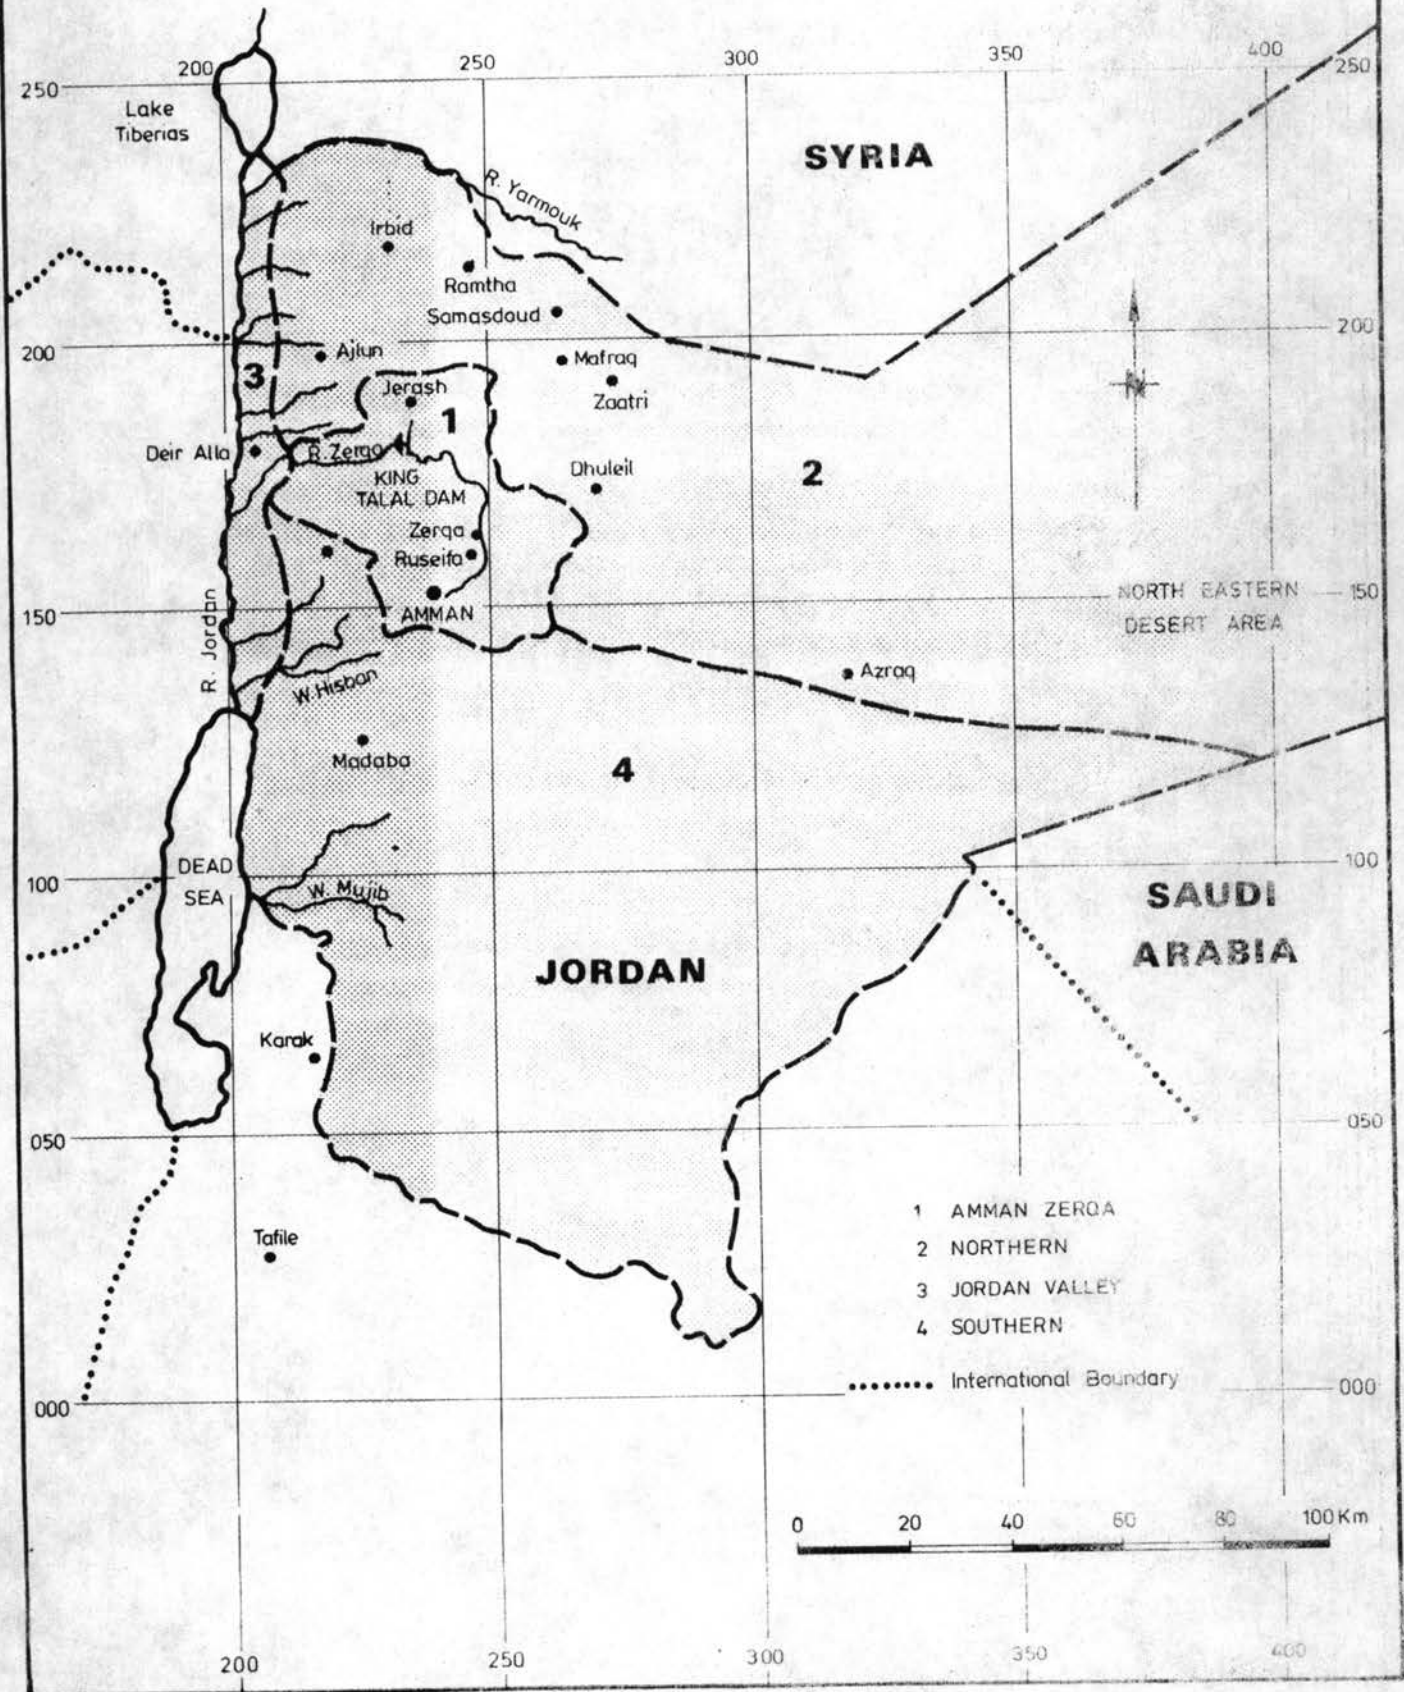 200 250 300 350 400
250 250
Lake
Tiberias
SYRIA
R. Yarmouk
Irbid
Ramtha
Samasdoud
200 200
Ajlun
Mafraq
3
Jerash
Zaatri
1
Deir Alla
R. Zerqa
Dhuleil
2
KING
TALAL DAM
Zerqa
Ruseifa
150 150
AMMAN
NORTH EASTERN
DESERT AREA
R. Jordan
W. Hisban
Azraq
Madaba
4
DEAD
SEA
100 100
W. Mujib
SAUDI
ARABIA
JORDAN
Karak
050 050
1 AMMAN ZERQA
Tafile
2 NORTHERN
3 JORDAN VALLEY
4 SOUTHERN
International Boundary
000 000
0 20 40 60 80 100 Km
200 250 300 350 400